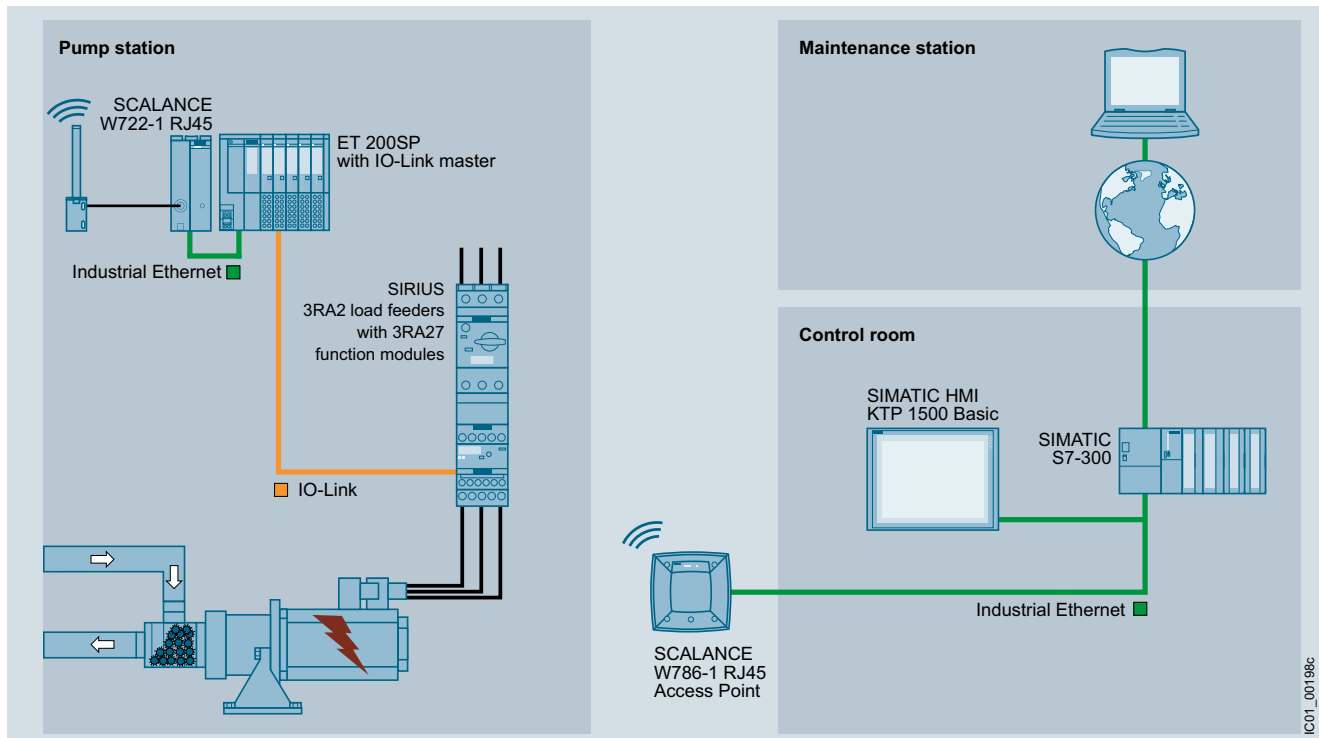 Pump station
SCALANCE
W722-1 RJ45
ET 200SP
with IO-Link master
Industrial Ethernet
SIRIUS
3RA2 load feeders
with 3RA27
function modules
IO-Link
Maintenance station
Control room
SIMATIC HMI
KTP 1500 Basic
SIMATIC
S7-300
Industrial Ethernet
SCALANCE
W786-1 RJ45
Access Point
IC01_00198c